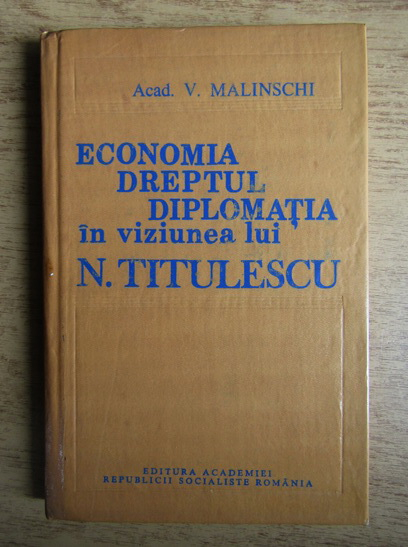 Acad. V. MALINSCHI
ECONOMIA
DREPTUL
DIPLOMAȚIA
în viziunea lui
N. TITULESCU
EDITURA ACADEMIEI
REPUBLICII SOCIALISTE ROMÂNIA